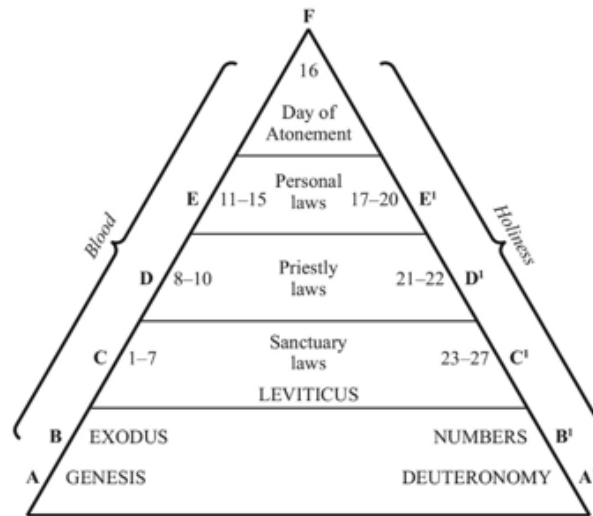 F
16
Day of
Atonement
Blood
Holiness
E 11–15 Personal laws 17–20 E¹
D 8–10 Priestly laws 21–22 D¹
C 1–7 Sanctuary laws 23–27 C¹
LEVITICUS
B EXODUS NUMBERS B¹
A GENESIS DEUTERONOMY A